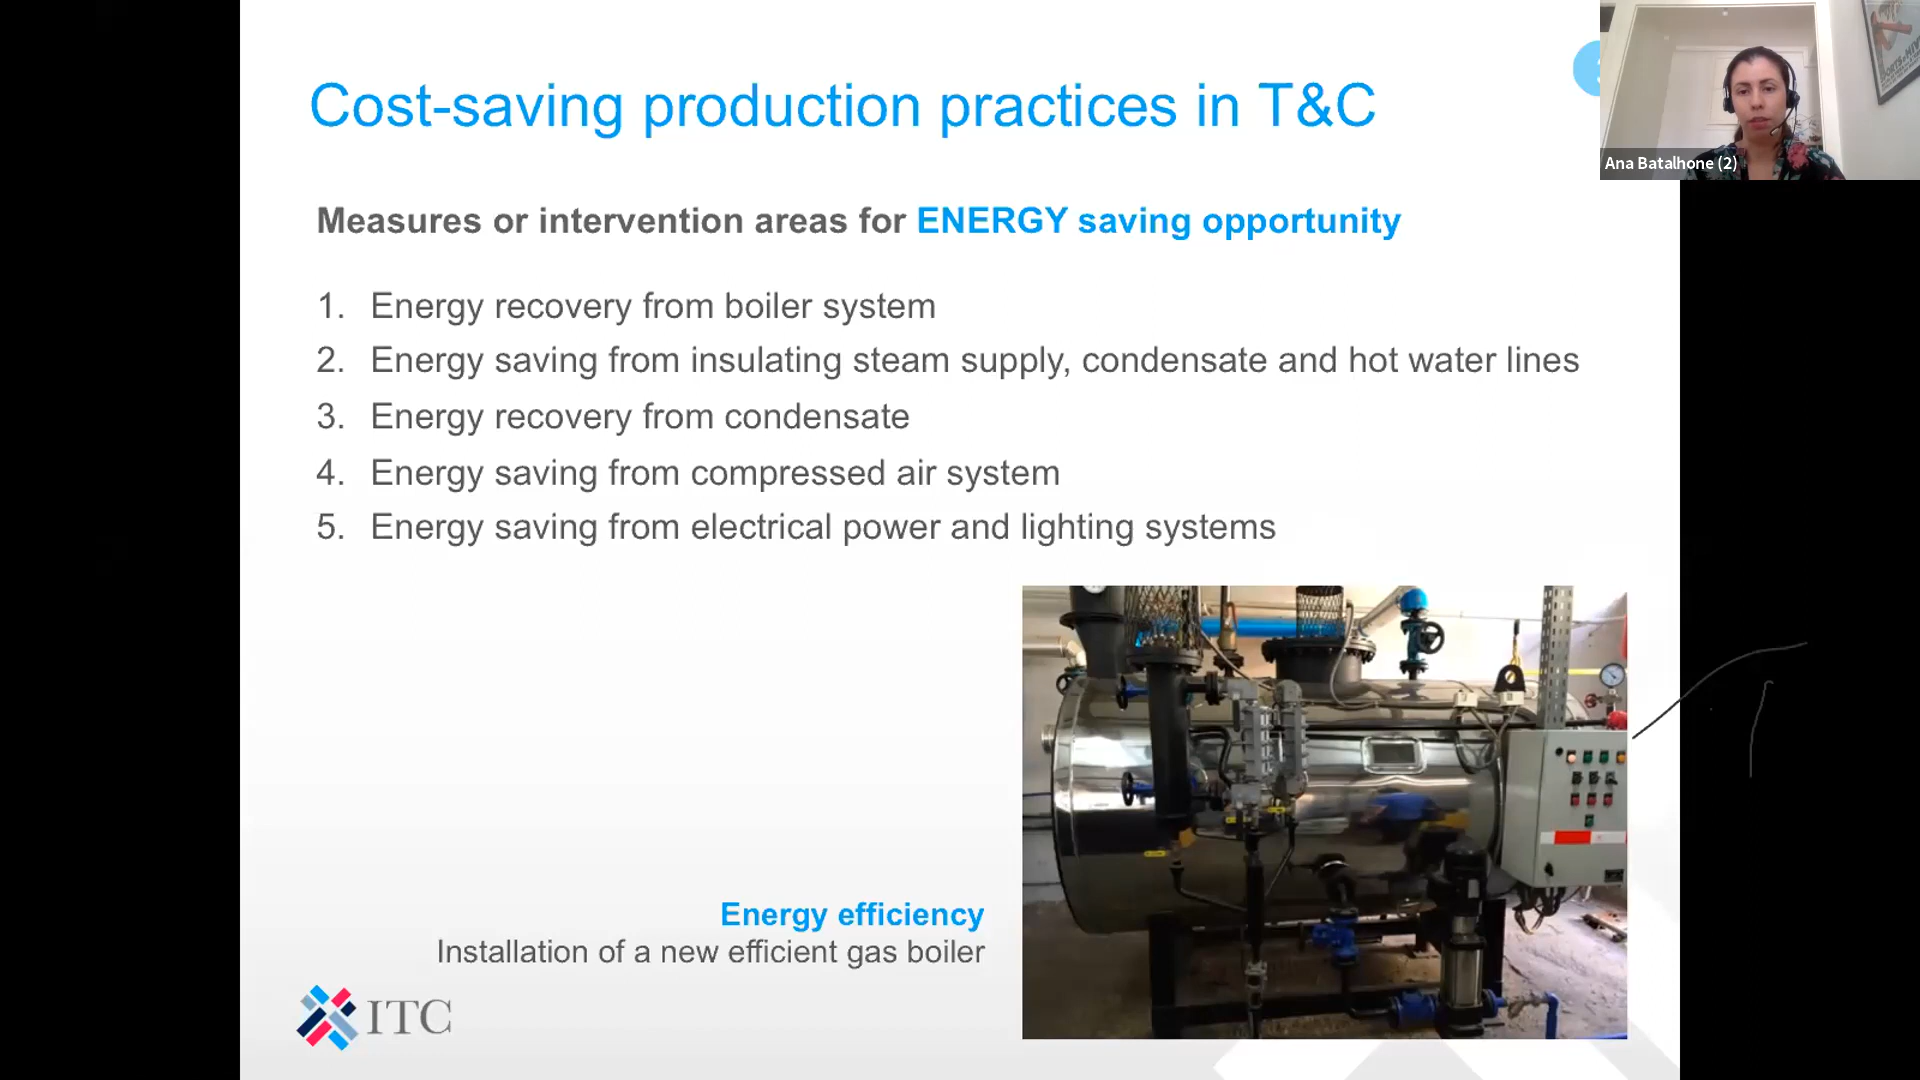 Cost-saving production practices in T&C
Ana Batalhone (2)
Measures or intervention areas for ENERGY saving opportunity
1. Energy recovery from boiler system
2. Energy saving from insulating steam supply, condensate and hot water lines
3. Energy recovery from condensate
4. Energy saving from compressed air system
5. Energy saving from electrical power and lighting systems
Energy efficiency
Installation of a new efficient gas boiler
ITC